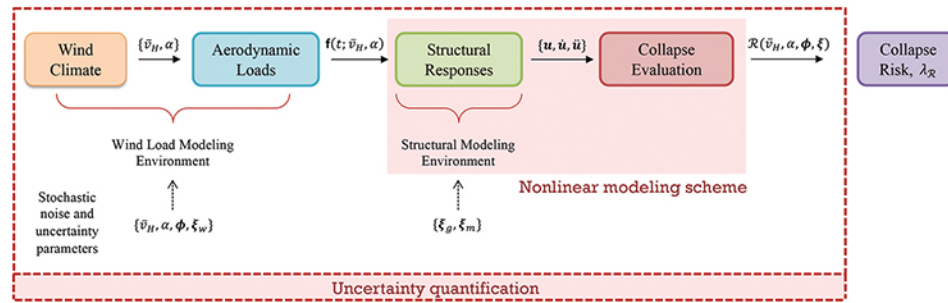 Wind
Climate
{v̄_H, α}
Aerodynamic
Loads
f(t; v̄_H, α)
Structural
Responses
{u, u̇, ü}
Collapse
Evaluation
ℛ(v̄_H, α, ϕ, ξ)
Collapse
Risk, λ_ℛ
Wind Load Modeling
Environment
Structural Modeling
Environment
Nonlinear modeling scheme
Stochastic
noise and
uncertainty
parameters
{v̄_H, α, ϕ, ξ_w}
{ξ_g, ξ_m}
Uncertainty quantification